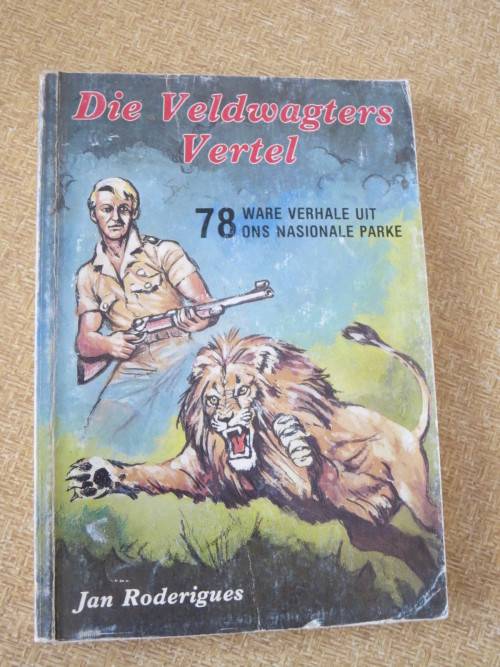 Die Veldwagters
Vertel
78 WARE VERHALE UIT
ONS NASIONALE PARKE
Jan Roderigues